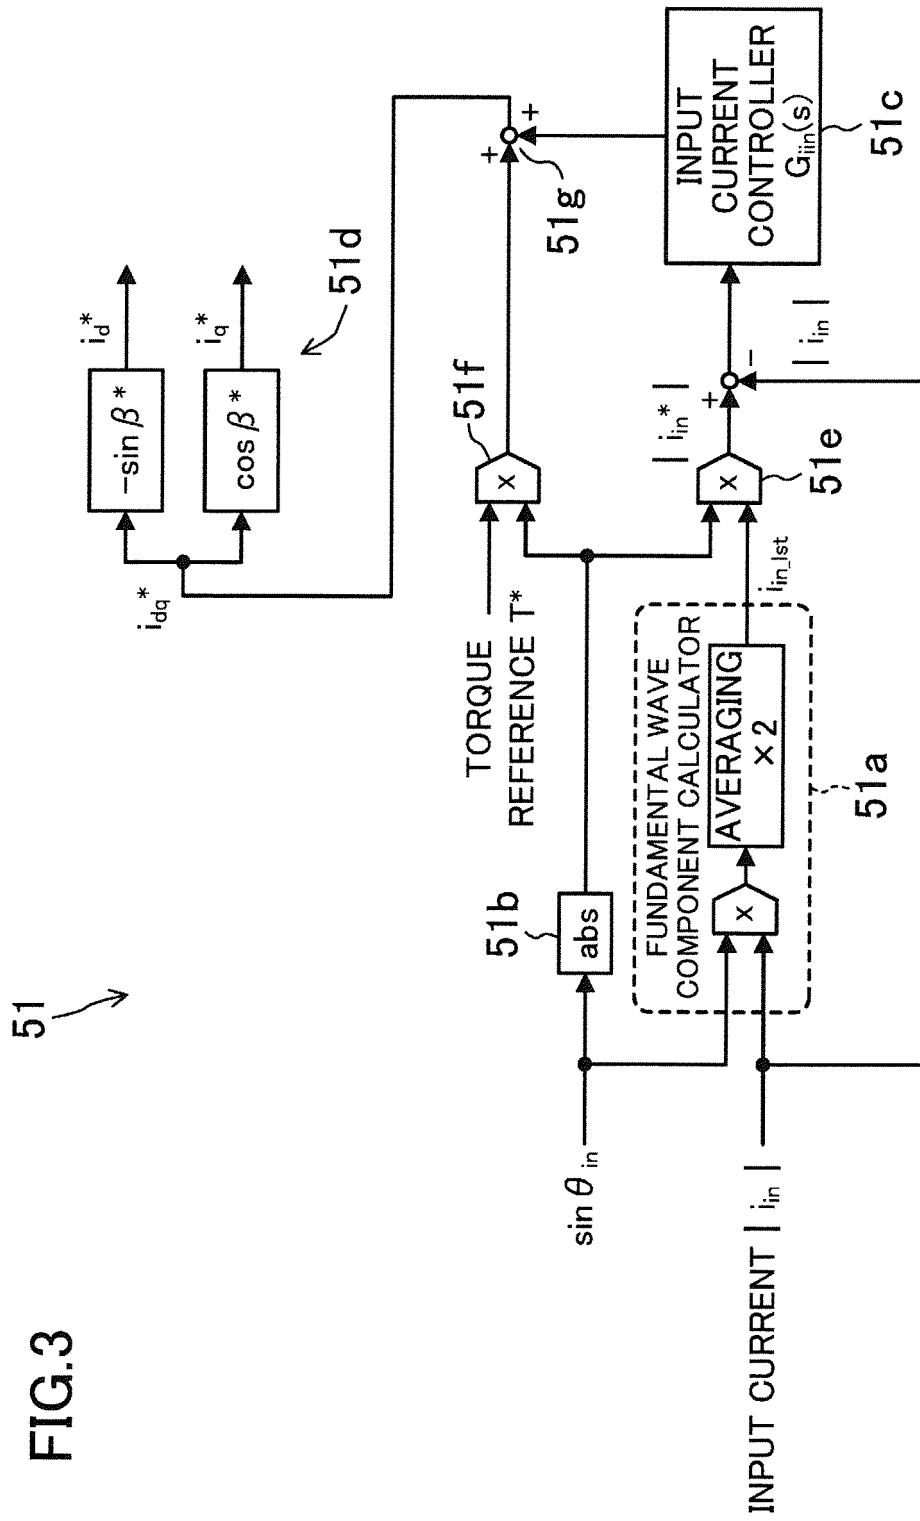 FIG.3
51
−sin β*
i_d*
cos β*
i_q*
51d
i_dq*
TORQUE
REFERENCE T*
x
51f
+
+
51g
sin θ_in
abs
51b
FUNDAMENTAL WAVE
COMPONENT CALCULATOR
x
AVERAGING
×2
51a
i_in_1st
x
51e
| i_in* |
+
−
| i_in |
INPUT
CURRENT
CONTROLLER
G_iin(s)
51c
INPUT CURRENT | i_in |